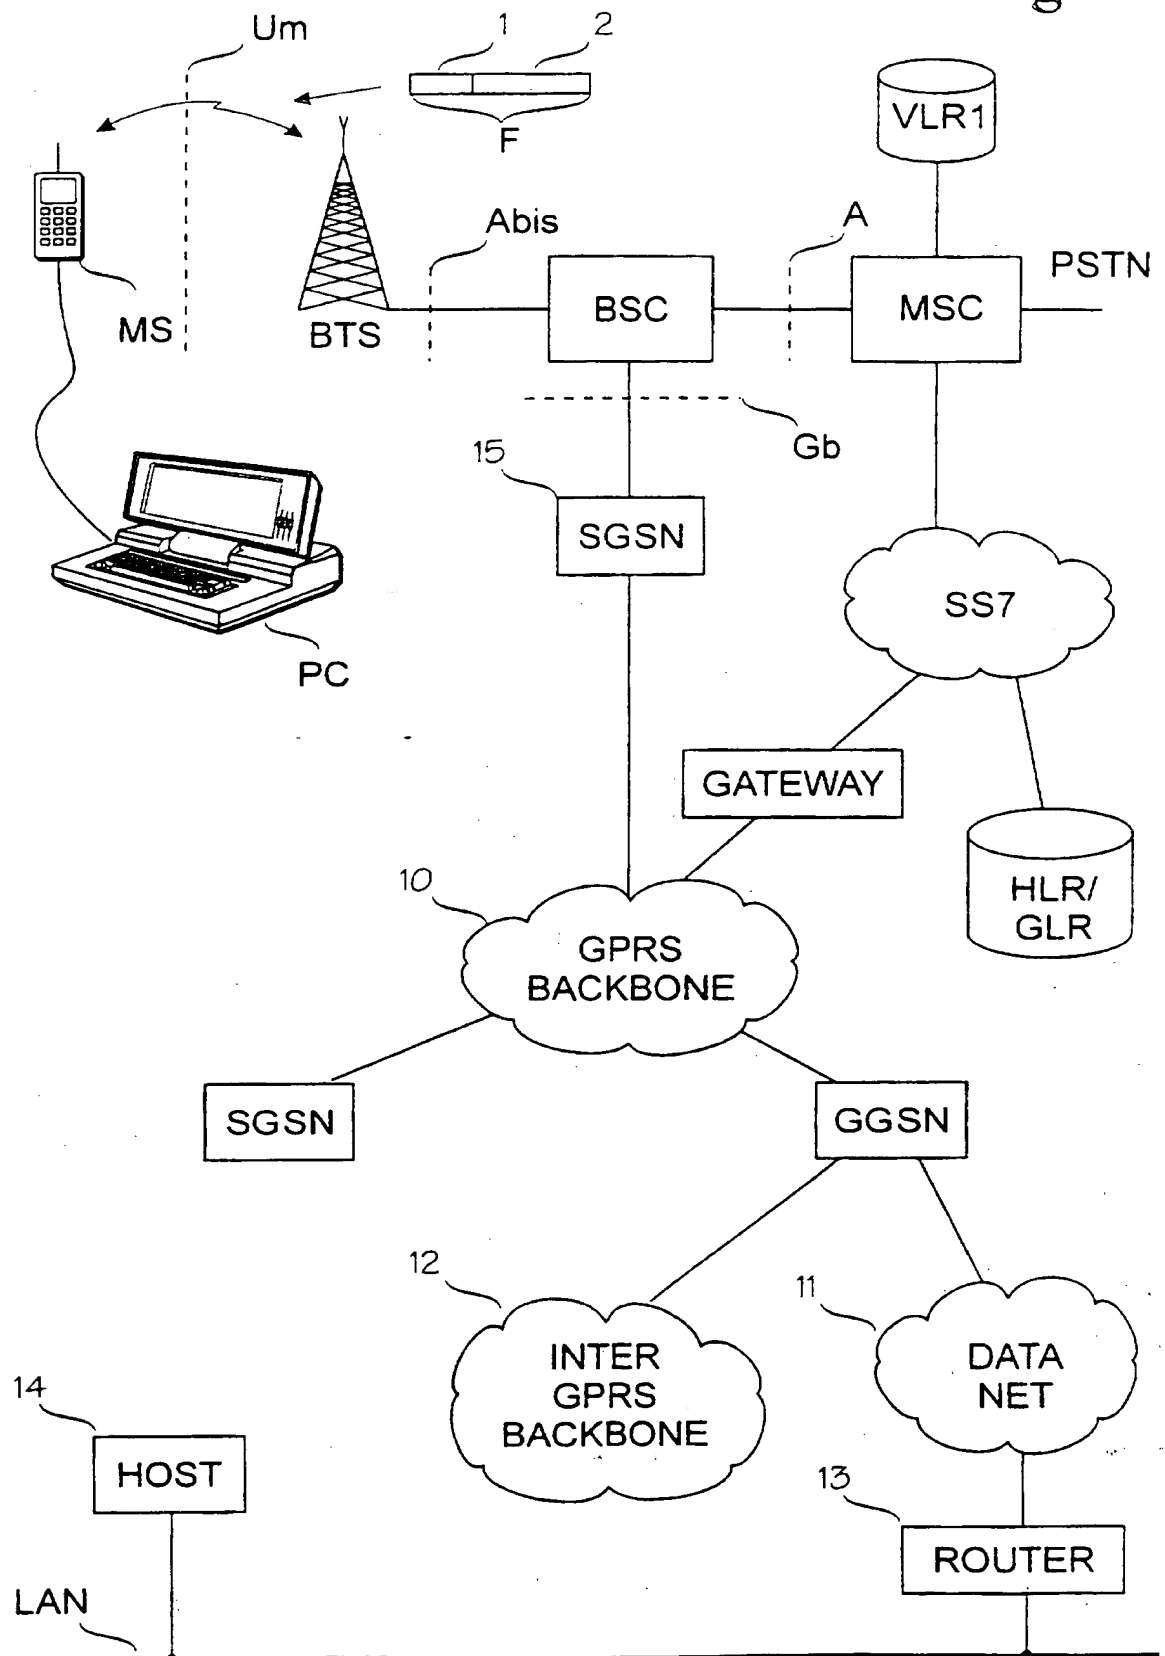 Um
1
2
F
VLR1
Abis
A
PSTN
MS
BTS
BSC
MSC
Gb
15
SGSN
SS7
PC
GATEWAY
HLR/
GLR
10
GPRS
BACKBONE
SGSN
GGSN
12
11
INTER
GPRS
BACKBONE
DATA
NET
14
HOST
13
ROUTER
LAN